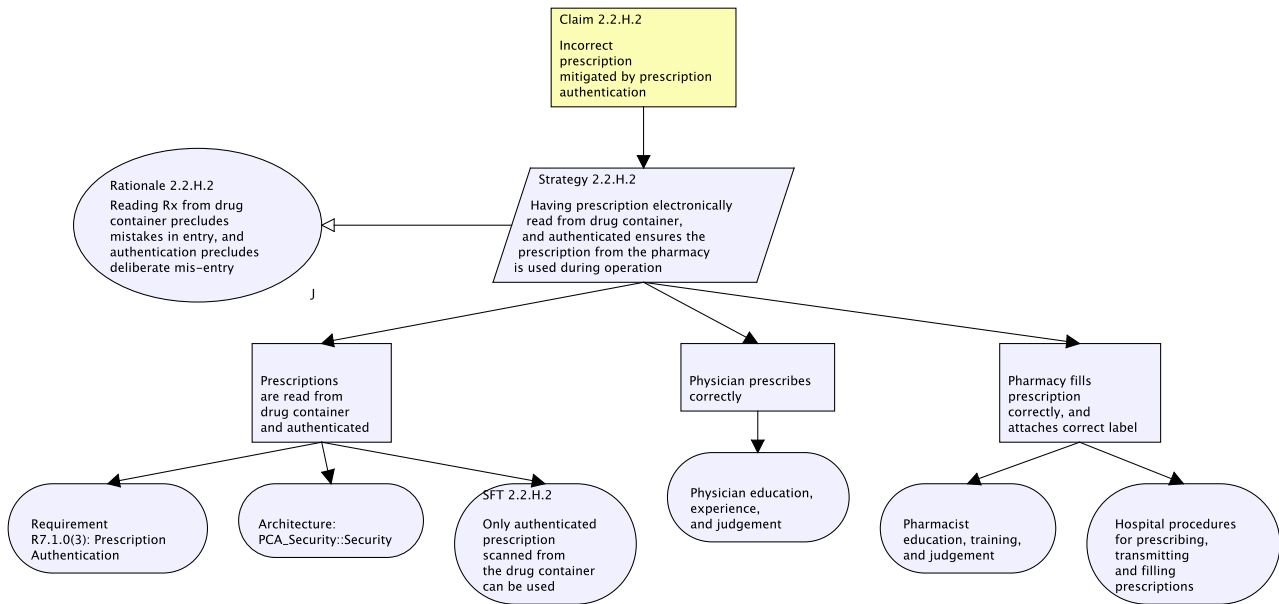 Claim 2.2.H.2
Incorrect
prescription
mitigated by prescription
authentication
Rationale 2.2.H.2
Reading Rx from drug
container precludes
mistakes in entry, and
authentication precludes
deliberate mis-entry
J
Strategy 2.2.H.2
Having prescription electronically
read from drug container,
and authenticated ensures the
prescription from the pharmacy
is used during operation
Prescriptions
are read from
drug container
and authenticated
Physician prescribes
correctly
Pharmacy fills
prescription
correctly, and
attaches correct label
Requirement
R7.1.0(3): Prescription
Authentication
Architecture:
PCA_Security::Security
SFT 2.2.H.2
Only authenticated
prescription
scanned from
the drug container
can be used
Physician education,
experience,
and judgement
Pharmacist
education, training,
and judgement
Hospital procedures
for prescribing,
transmitting
and filling
prescriptions